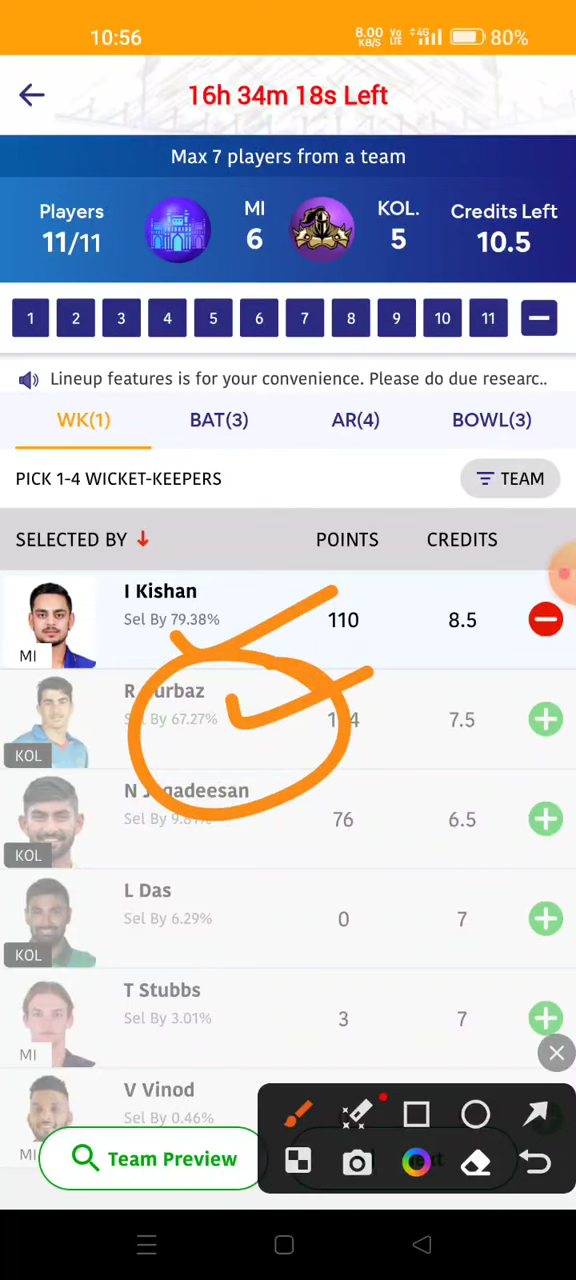 10:56 8.00 KB/S Vo LTE 4G 80%
16h 34m 18s Left
Max 7 players from a team
Players MI KOL. Credits Left
11/11 6 5 10.5
1 2 3 4 5 6 7 8 9 10 11
Lineup features is for your convenience. Please do due researc..
WK(1) BAT(3) AR(4) BOWL(3)
PICK 1-4 WICKET-KEEPERS TEAM
SELECTED BY POINTS CREDITS
I Kishan
Sel By 79.38% 110 8.5
MI
R Gurbaz
Sel By 67.27% 7.5
KOL
N Jagadeesan
Sel By 9.81% 76 6.5
KOL
L Das
Sel By 6.29% 0 7
KOL
T Stubbs
Sel By 3.01% 3 7
MI
V Vinod
Sel By 0.46%
MI
Team Preview